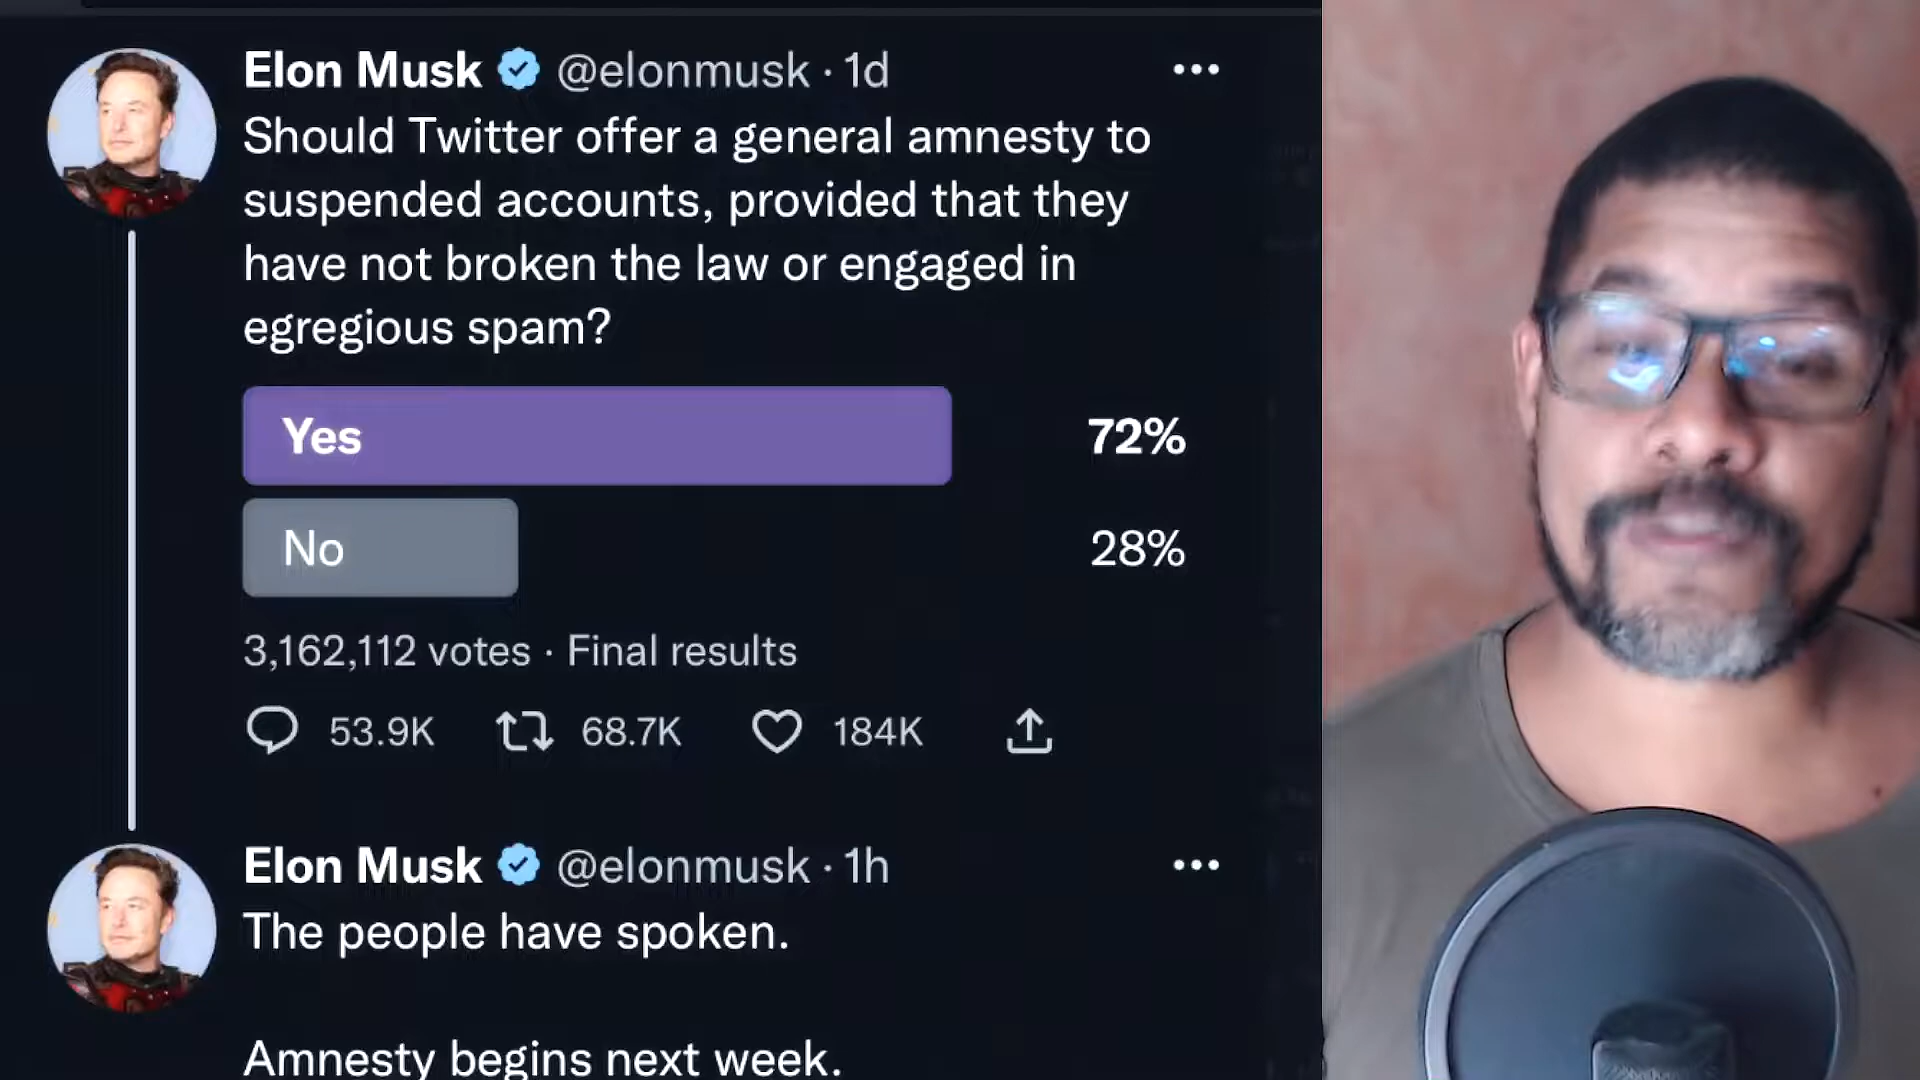 Elon Musk @elonmusk · 1d
Should Twitter offer a general amnesty to
suspended accounts, provided that they
have not broken the law or engaged in
egregious spam?
Yes 72%
No 28%
3,162,112 votes · Final results
53.9K 68.7K 184K
Elon Musk @elonmusk · 1h
The people have spoken.
Amnesty begins next week.